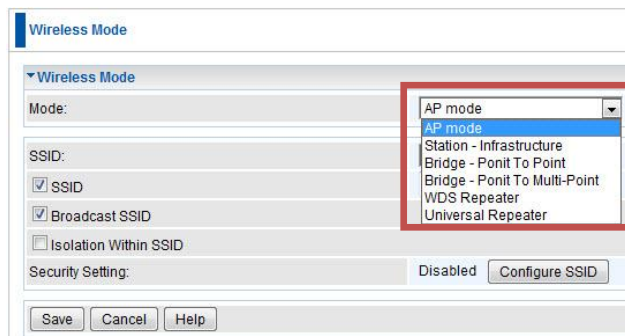 Wireless Mode
Wireless Mode
Mode:
AP mode
AP mode
Station - Infrastructure
Bridge - Ponit To Point
Bridge - Ponit To Multi-Point
WDS Repeater
Universal Repeater
SSID:
SSID
Broadcast SSID
Isolation Within SSID
Security Setting:
Disabled Configure SSID
Save Cancel Help